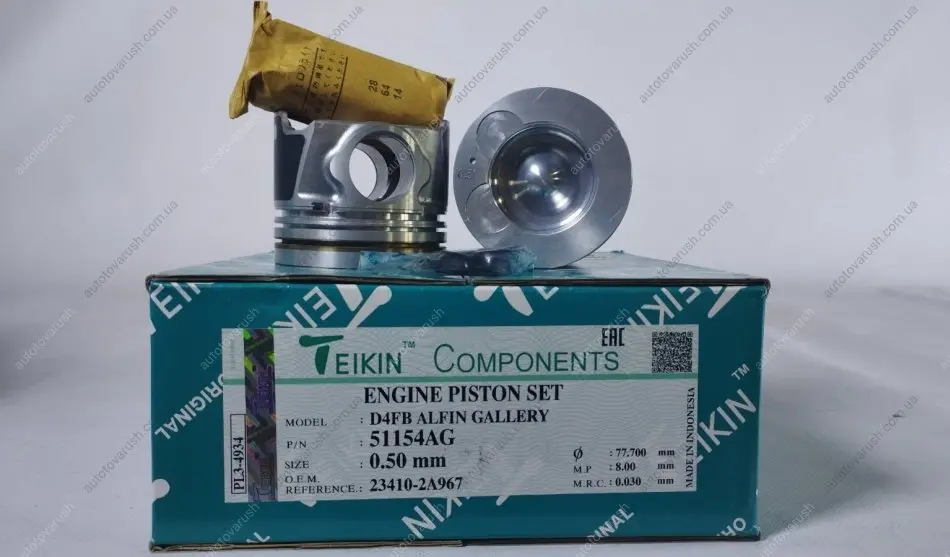 28
64
14
TEIKIN
TEIKIN™ COMPONENTS
EAC
ENGINE PISTON SET
MODEL : D4FB ALFIN GALLERY
P/N : 51154AG
SIZE : 0.50 mm
O.E.M.
REFERENCE.: 23410-2A967
ϕ : 77.700 mm
M.P : 8.00 mm
M.R.C.: 0.030 mm
MADE IN INDONESIA
PL3-4934
ORIGINAL
TEIKIN™
autotovarush.com.ua